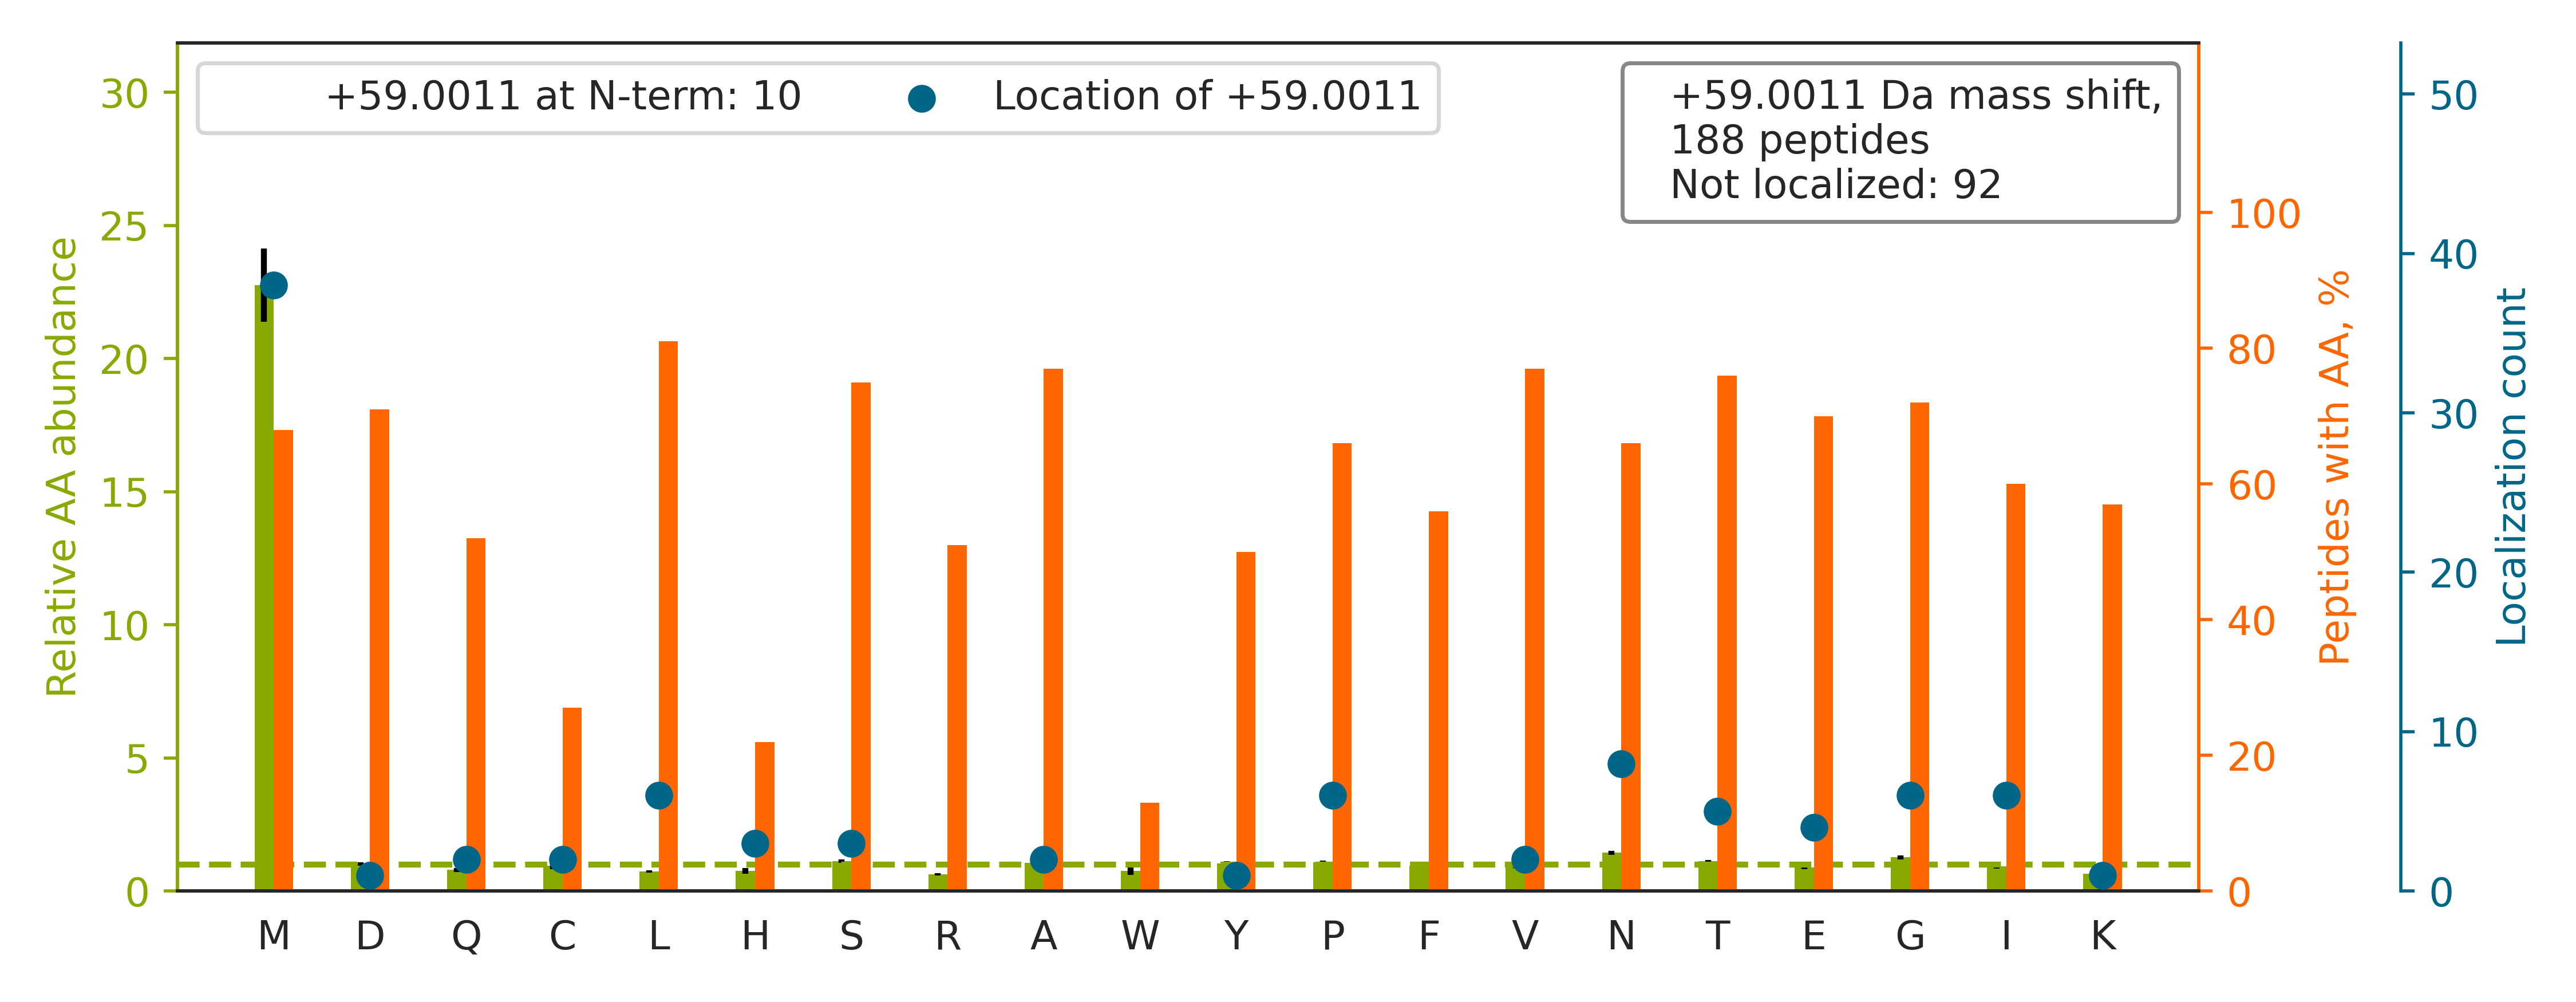 +59.0011 at N-term: 10
Location of +59.0011
+59.0011 Da mass shift,
188 peptides
Not localized: 92
Relative AA abundance
30
25
20
15
10
5
0
Peptides with AA, %
100
80
60
40
20
0
Localization count
50
40
30
20
10
0
M D Q C L H S R A W Y P F V N T E G I K